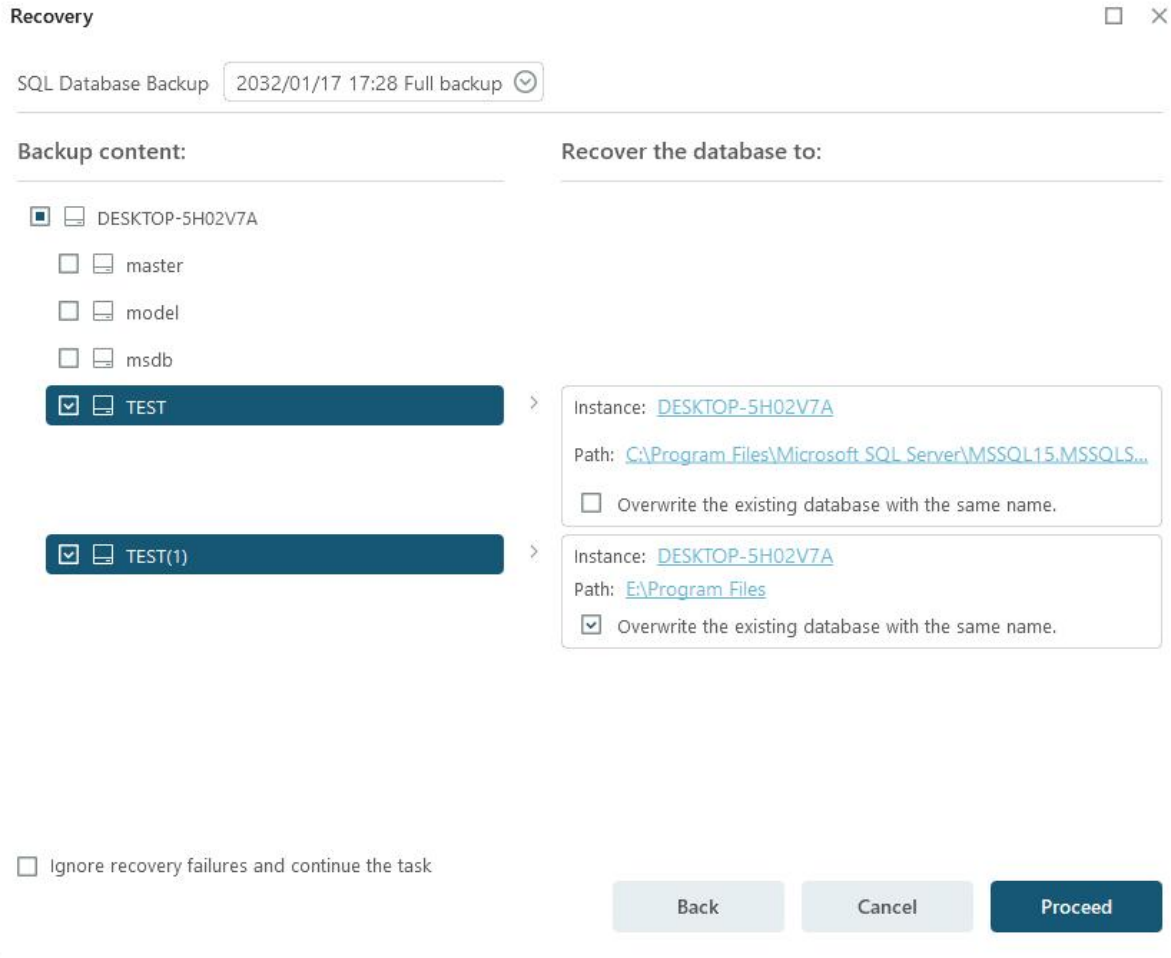 Recovery
SQL Database Backup 2032/01/17 17:28 Full backup
Backup content:
Recover the database to:
DESKTOP-5H02V7A
master
model
msdb
TEST
Instance: DESKTOP-5H02V7A
Path: C:\Program Files\Microsoft SQL Server\MSSQL15.MSSQLS...
Overwrite the existing database with the same name.
TEST(1)
Instance: DESKTOP-5H02V7A
Path: E:\Program Files
Overwrite the existing database with the same name.
Ignore recovery failures and continue the task
Back
Cancel
Proceed